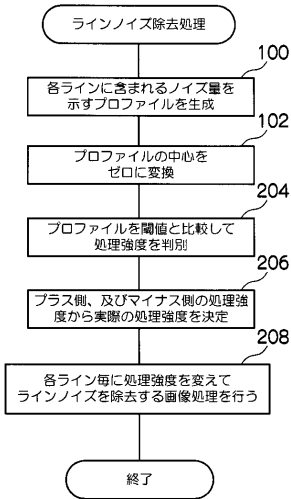 ラインノイズ除去処理
100
各ラインに含まれるノイズ量を
示すプロファイルを生成
102
プロファイルの中心を
ゼロに変換
204
プロファイルを閾値と比較して
処理強度を判別
206
プラス側、及びマイナス側の処理強
度から実際の処理強度を決定
208
各ライン毎に処理強度を変えて
ラインノイズを除去する画像処理を行う
終了